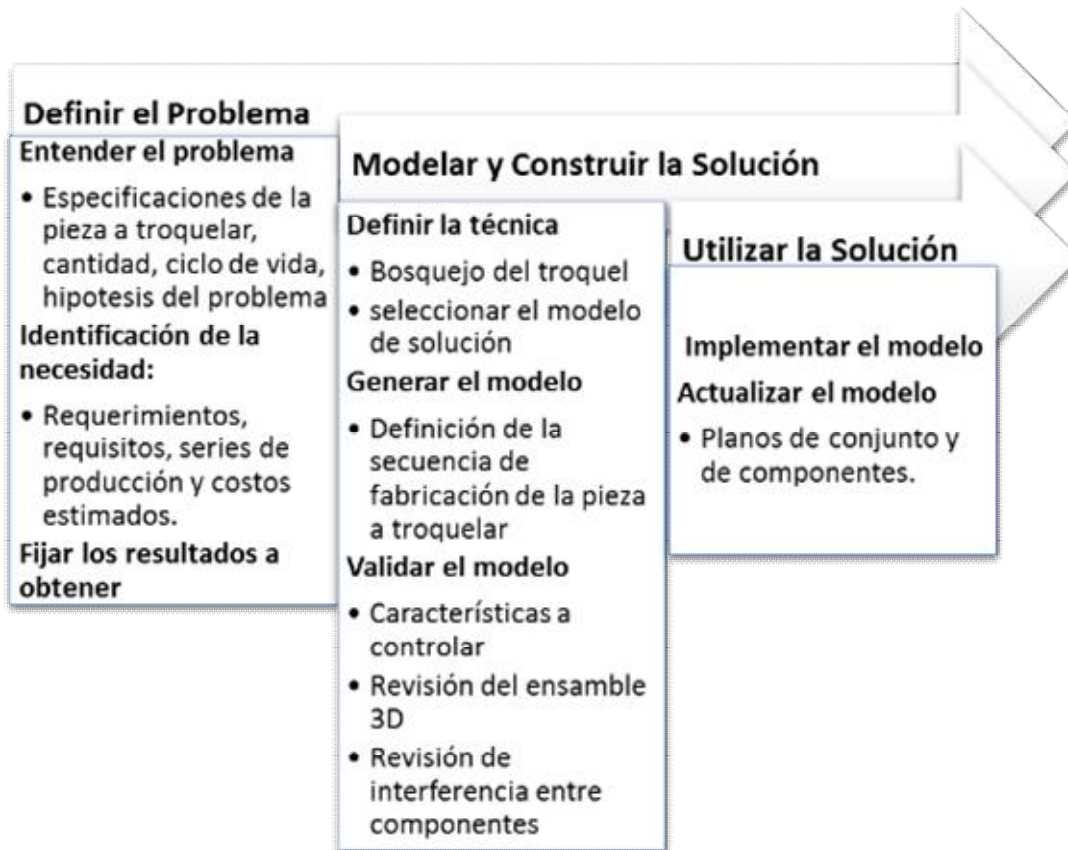 Definir el Problema
Entender el problema
• Especificaciones de la
pieza a troquelar,
cantidad, ciclo de vida,
hipotesis del problema
Identificación de la
necesidad:
• Requerimientos,
requisitos, series de
producción y costos
estimados.
Fijar los resultados a
obtener
Modelar y Construir la Solución
Definir la técnica
• Bosquejo del troquel
• seleccionar el modelo
de solución
Generar el modelo
• Definición de la
secuencia de
fabricación de la pieza
a troquelar
Validar el modelo
• Característícas a
controlar
• Revisión del ensamble
3D
• Revisión de
interferencia entre
componentes
Utilizar la Solución
Implementar el modelo
Actualizar el modelo
• Planos de conjunto y
de componentes.